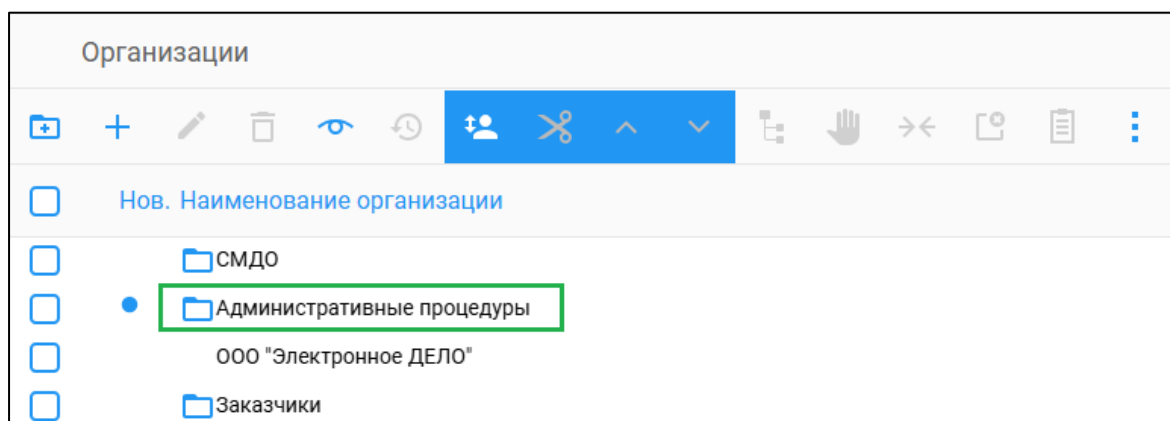 Организации
Нов. Наименование организации
СМДО
Административные процедуры
ООО "Электронное ДЕЛО"
Заказчики